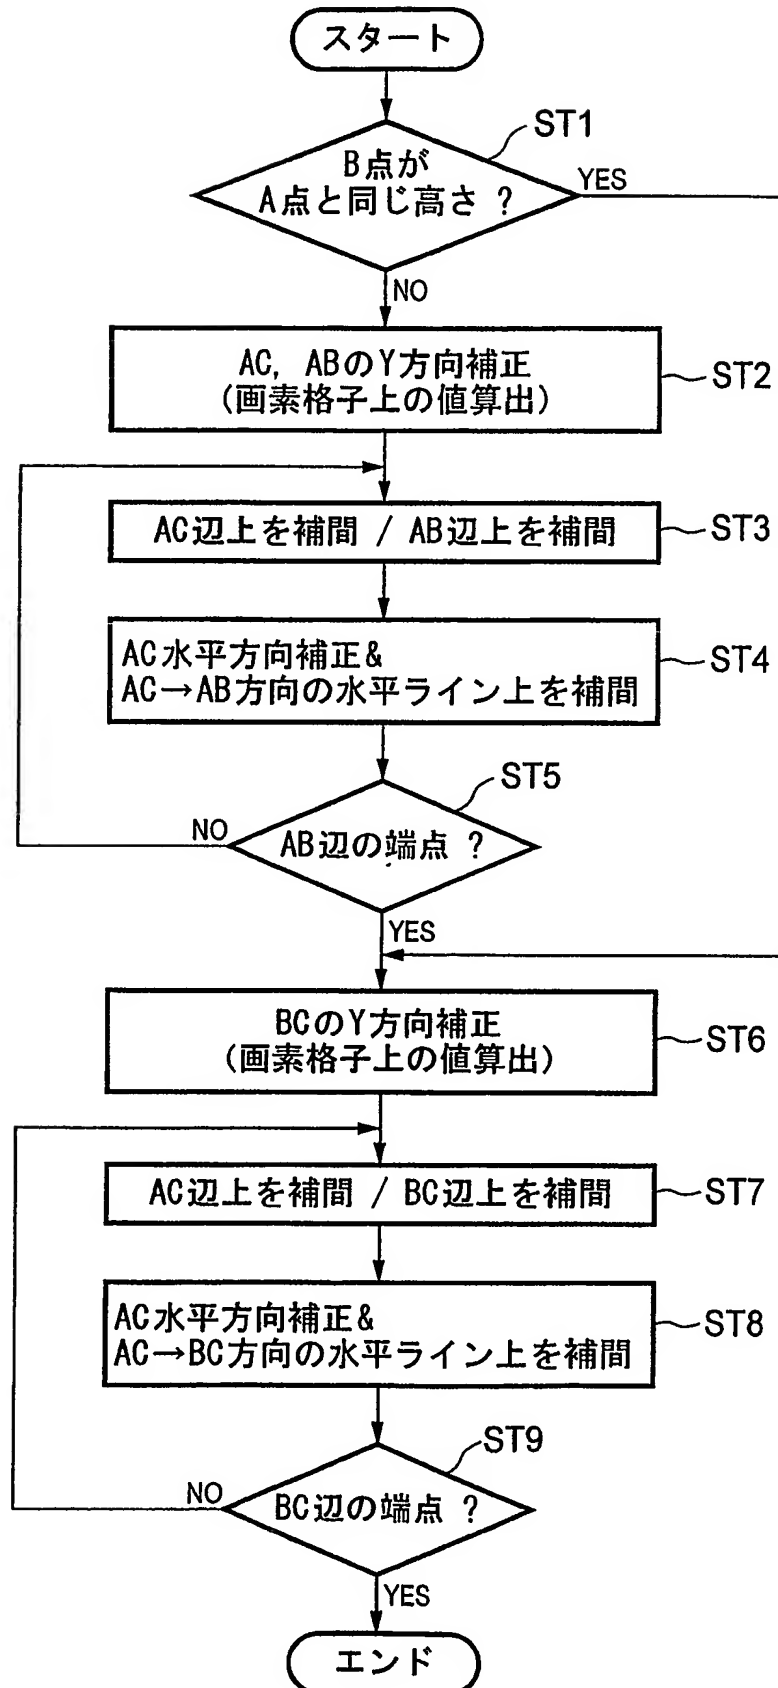 スタート
ST1
B点が
A点と同じ高さ ?
YES
NO
AC, ABのY方向補正
(画素格子上の値算出)
ST2
AC辺上を補間 / AB辺上を補間
ST3
AC水平方向補正&
AC→AB方向の水平ライン上を補間
ST4
ST5
NO
AB辺の端点 ?
YES
BCのY方向補正
(画素格子上の値算出)
ST6
AC辺上を補間 / BC辺上を補間
ST7
AC水平方向補正&
AC→BC方向の水平ライン上を補間
ST8
ST9
NO
BC辺の端点 ?
YES
エンド